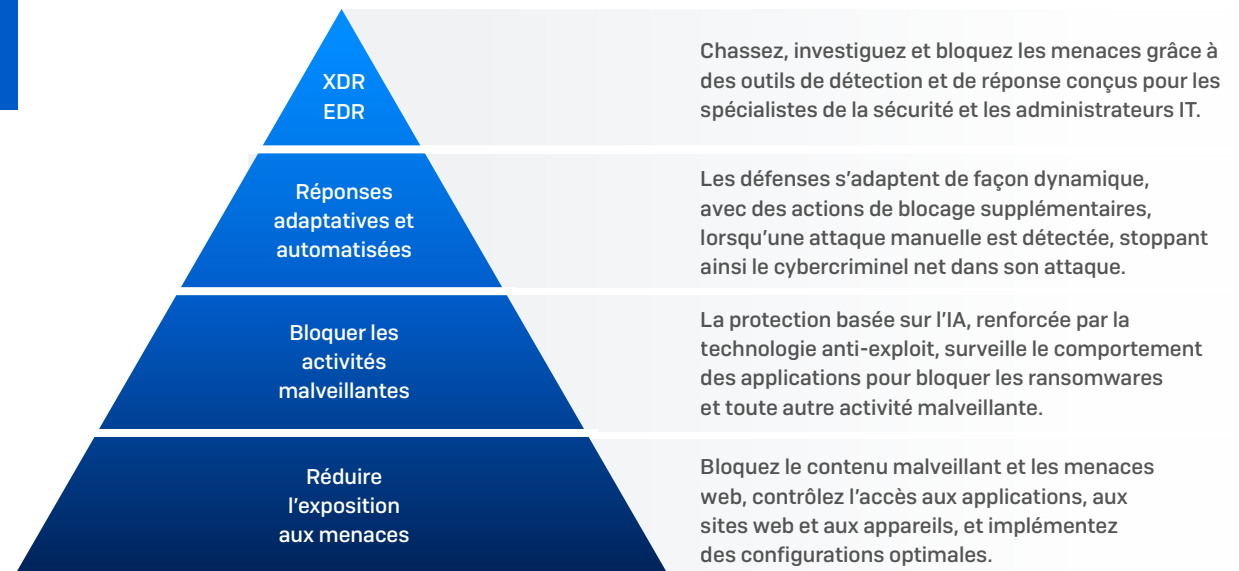 XDR
EDR
Chassez, investiguez et bloquez les menaces grâce à
des outils de détection et de réponse conçus pour les
spécialistes de la sécurité et les administrateurs IT.
Réponses
adaptatives et
automatisées
Les défenses s’adaptent de façon dynamique,
avec des actions de blocage supplémentaires,
lorsqu’une attaque manuelle est détectée, stoppant
ainsi le cybercriminel net dans son attaque.
Bloquer les
activités
malveillantes
La protection basée sur l’IA, renforcée par la
technologie anti-exploit, surveille le comportement
des applications pour bloquer les ransomwares
et toute autre activité malveillante.
Réduire
l’exposition
aux menaces
Bloquez le contenu malveillant et les menaces
web, contrôlez l’accès aux applications, aux
sites web et aux appareils, et implémentez
des configurations optimales.